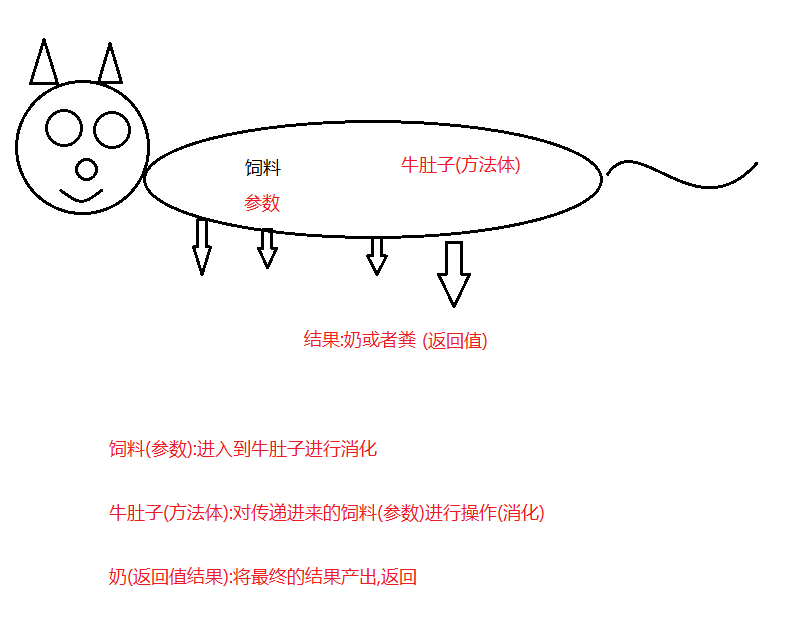 饲料
牛肚子(方法体)
参数
结果:奶或者粪 (返回值)
饲料(参数):进入到牛肚子进行消化
牛肚子(方法体):对传递进来的饲料(参数)进行操作(消化)
奶(返回值结果):将最终的结果产出,返回